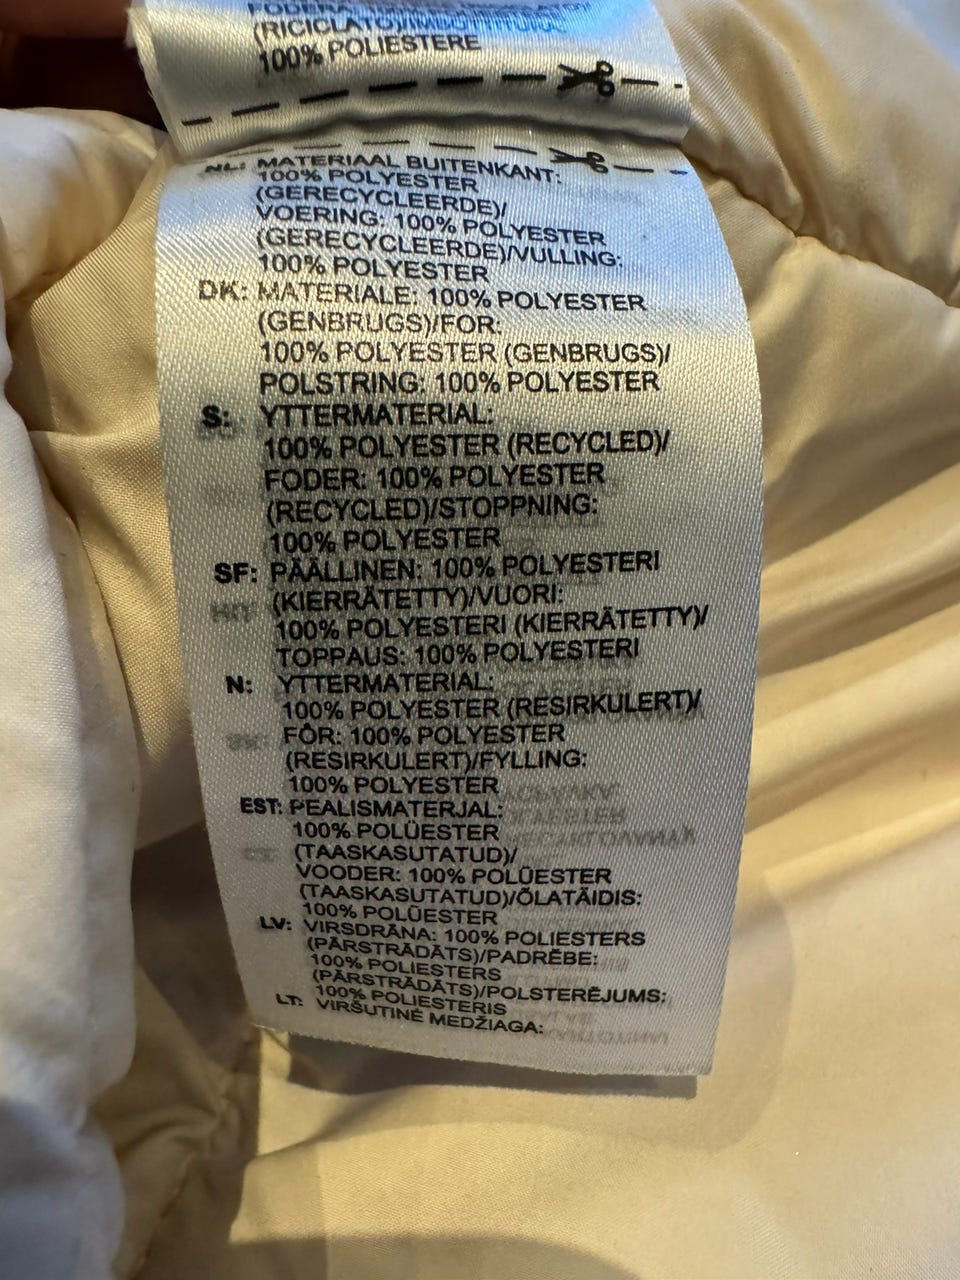 (RICICLATO)/IMBOTTITURA:
100% POLIESTERE
NL: MATERIAAL BUITENKANT:
100% POLYESTER
(GERECYCLEERDE)/
VOERING: 100% POLYESTER
(GERECYCLEERDE)/VULLING:
100% POLYESTER
DK: MATERIALE: 100% POLYESTER
(GENBRUGS)/FOR:
100% POLYESTER (GENBRUGS)/
POLSTRING: 100% POLYESTER
S: YTTERMATERIAL:
100% POLYESTER (RECYCLED)/
FODER: 100% POLYESTER
(RECYCLED)/STOPPNING:
100% POLYESTER
SF: PÄÄLLINEN: 100% POLYESTERI
(KIERRÄTETTY)/VUORI:
100% POLYESTERI (KIERRÄTETTY)/
TOPPAUS: 100% POLYESTERI
N: YTTERMATERIAL:
100% POLYESTER (RESIRKULERT)/
FÔR: 100% POLYESTER
(RESIRKULERT)/FYLLING:
100% POLYESTER
EST: PEALISMATERJAL:
100% POLÜESTER
(TAASKASUTATUD)/
VOODER: 100% POLÜESTER
(TAASKASUTATUD)/ÕLATÄIDIS:
100% POLÜESTER
LV: VIRSDRĀNA: 100% POLIESTERS
(PĀRSTRĀDĀTS)/PADRĒBE:
100% POLIESTERS
(PĀRSTRĀDĀTS)/POLSTERĒJUMS:
100% POLIESTERIS
LT: VIRŠUTINĖ MEDŽIAGA: